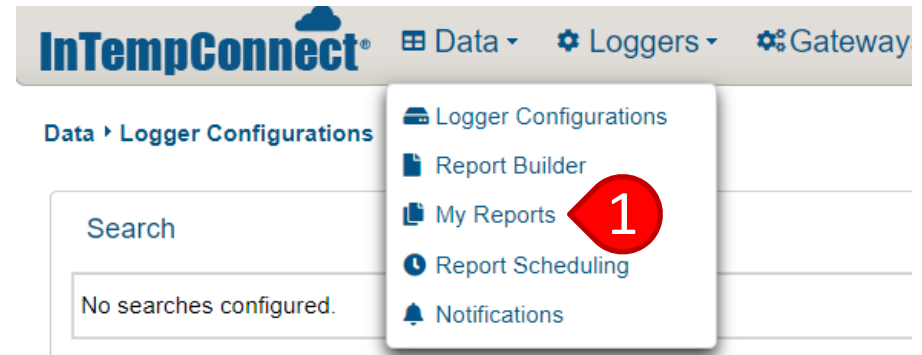 InTempConnect® Data Loggers Gateways
Data Logger Configurations
Logger Configurations
Report Builder
My Reports 1
Report Scheduling
Notifications
Search
No searches configured.